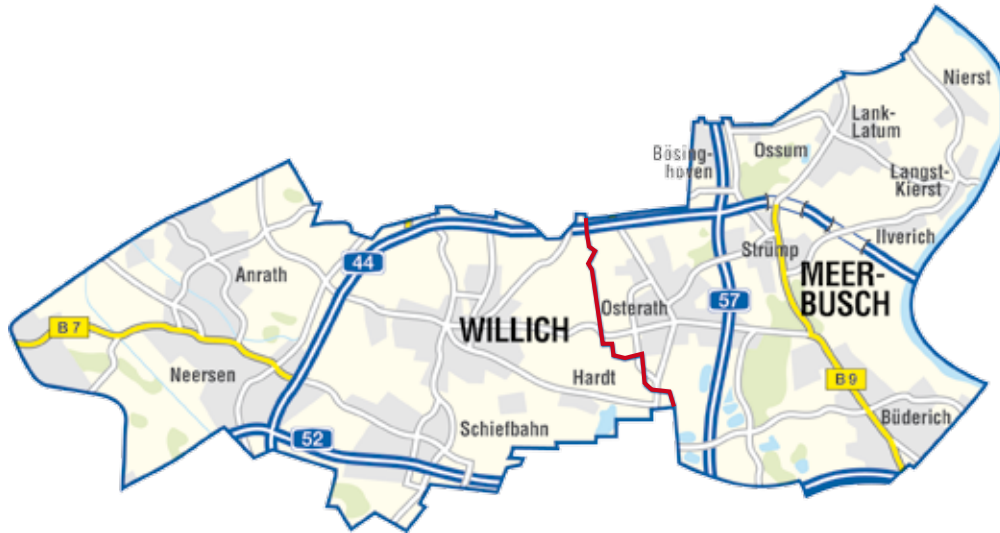 Nierst
Lank-
Latum
Ossum
Bösing-
hoven
Langst-
Kierst
Ilverich
Strümp
44
Anrath
MEER-
BUSCH
57
Osterath
B 7
WILLICH
Neersen
Hardt
B 9
Büderich
Schiefbahn
52